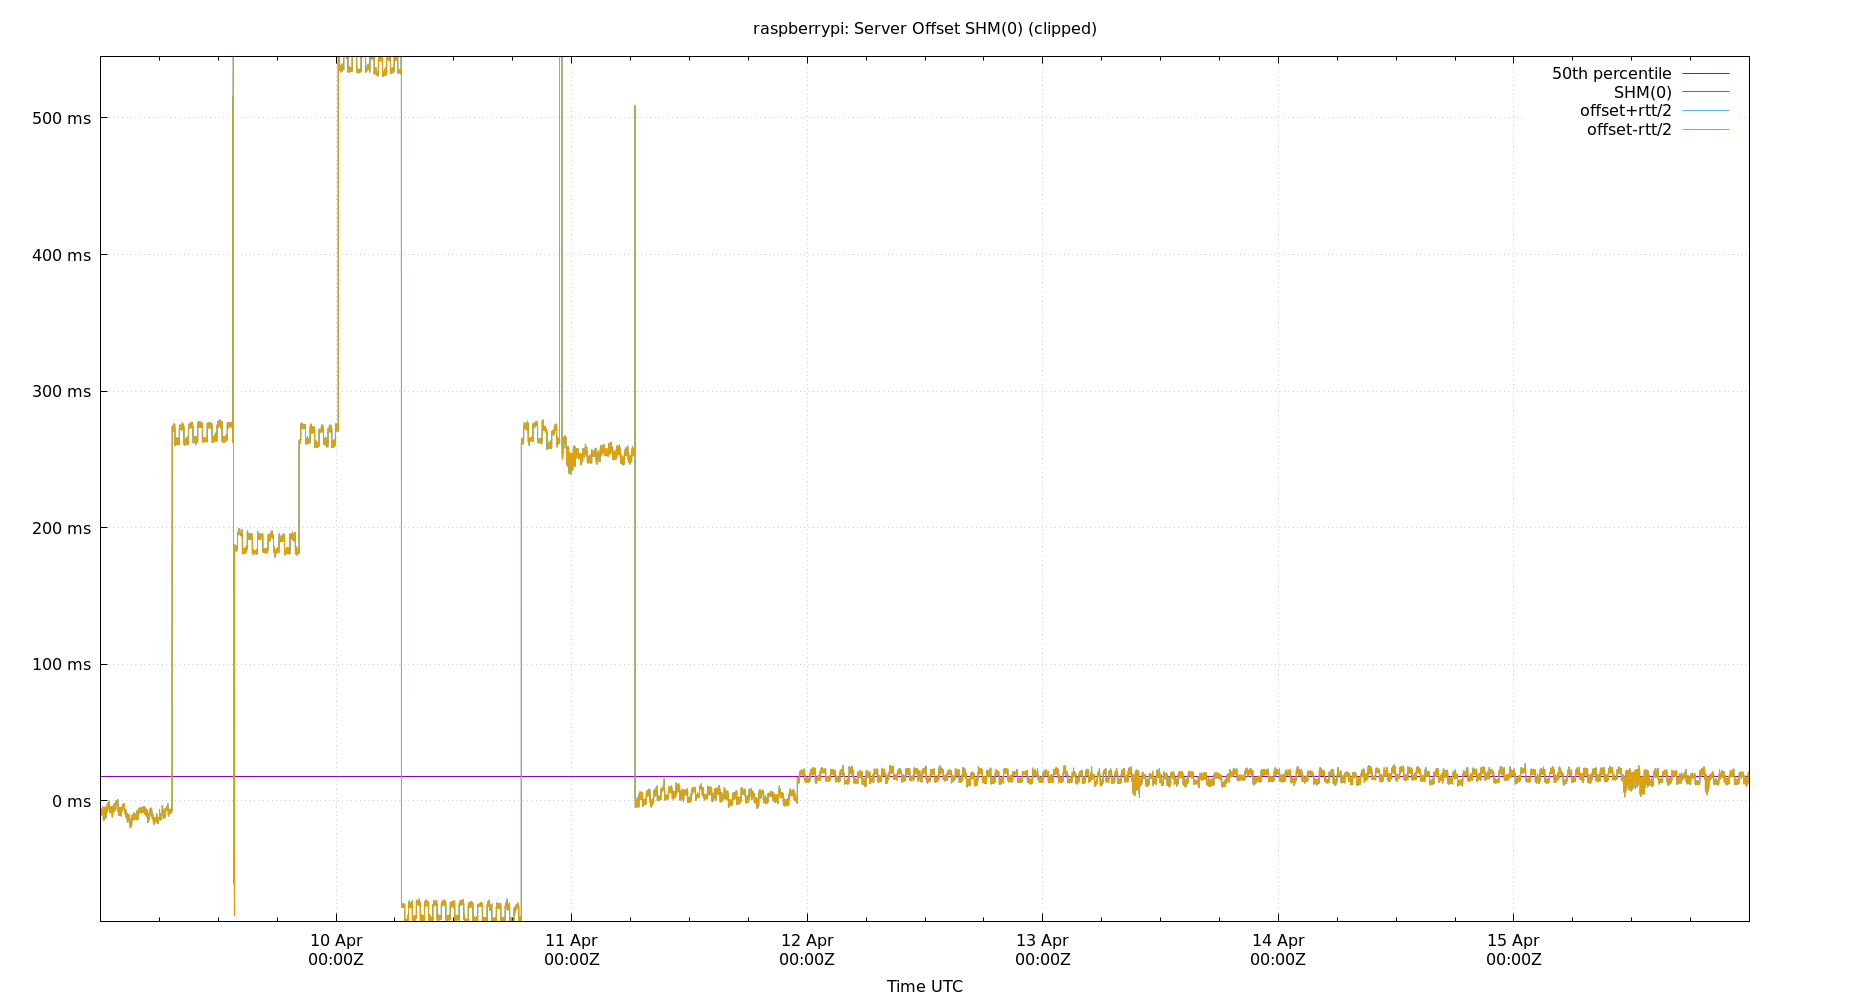 raspberrypi: Server Offset SHM(0) (clipped)
50th percentile
SHM(0)
offset+rtt/2
offset-rtt/2
500 ms
400 ms
300 ms
200 ms
100 ms
0 ms
10 Apr
00:00Z
11 Apr
00:00Z
12 Apr
00:00Z
13 Apr
00:00Z
14 Apr
00:00Z
15 Apr
00:00Z
Time UTC